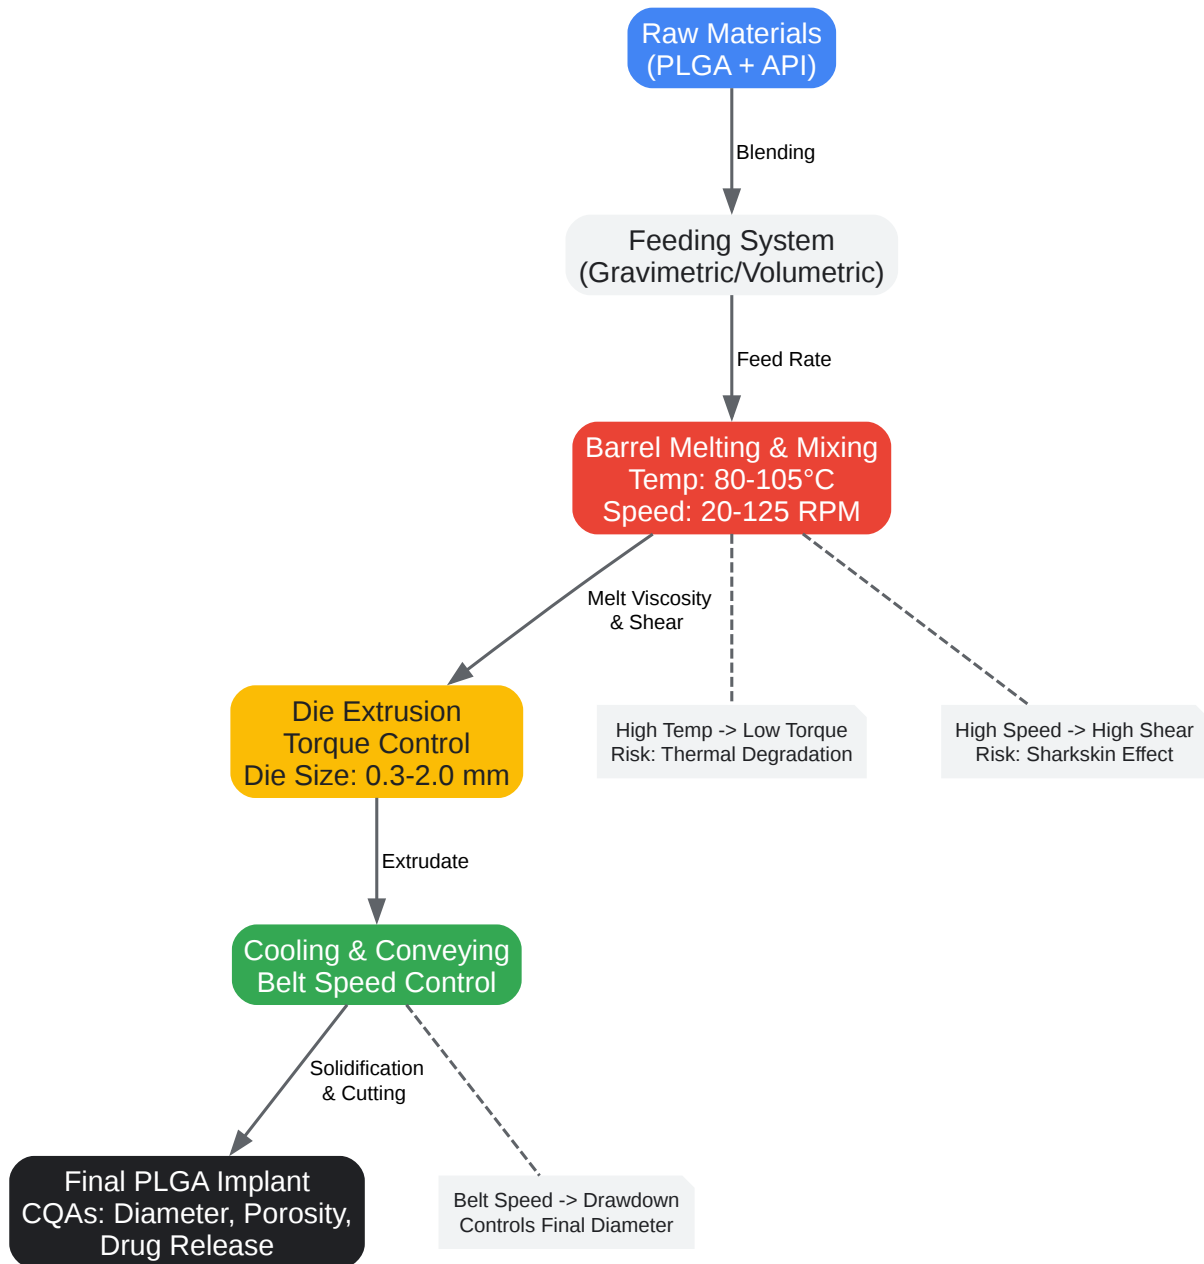 Raw Materials
(PLGA + API)
Blending
Feeding System
(Gravimetric/Volumetric)
Feed Rate
Barrel Melting & Mixing
Temp: 80-105°C
Speed: 20-125 RPM
Melt Viscosity
& Shear
Die Extrusion
Torque Control
Die Size: 0.3-2.0 mm
High Temp -> Low Torque
Risk: Thermal Degradation
High Speed -> High Shear
Risk: Sharkskin Effect
Extrudate
Cooling & Conveying
Belt Speed Control
Solidification
& Cutting
Final PLGA Implant
CQAs: Diameter, Porosity,
Drug Release
Belt Speed -> Drawdown
Controls Final Diameter